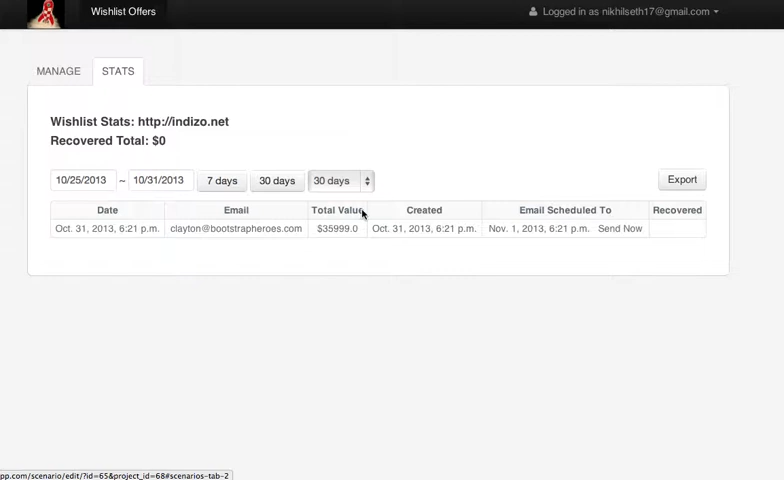 Wishlist Offers
Logged in as nikhilseth17@gmail.com
MANAGE STATS
Wishlist Stats: http://indizo.net
Recovered Total: $0
10/25/2013 ~ 10/31/2013 7 days 30 days 30 days Export
Date Email Total Value Created Email Scheduled To Recovered
Oct. 31, 2013, 6:21 p.m. clayton@bootstrapheroes.com $35999.0 Oct. 31, 2013, 6:21 p.m. Nov. 1, 2013, 6:21 p.m. Send Now
pp.com/scenario/edit/?id=65&project_id=68#scenarios-tab-2